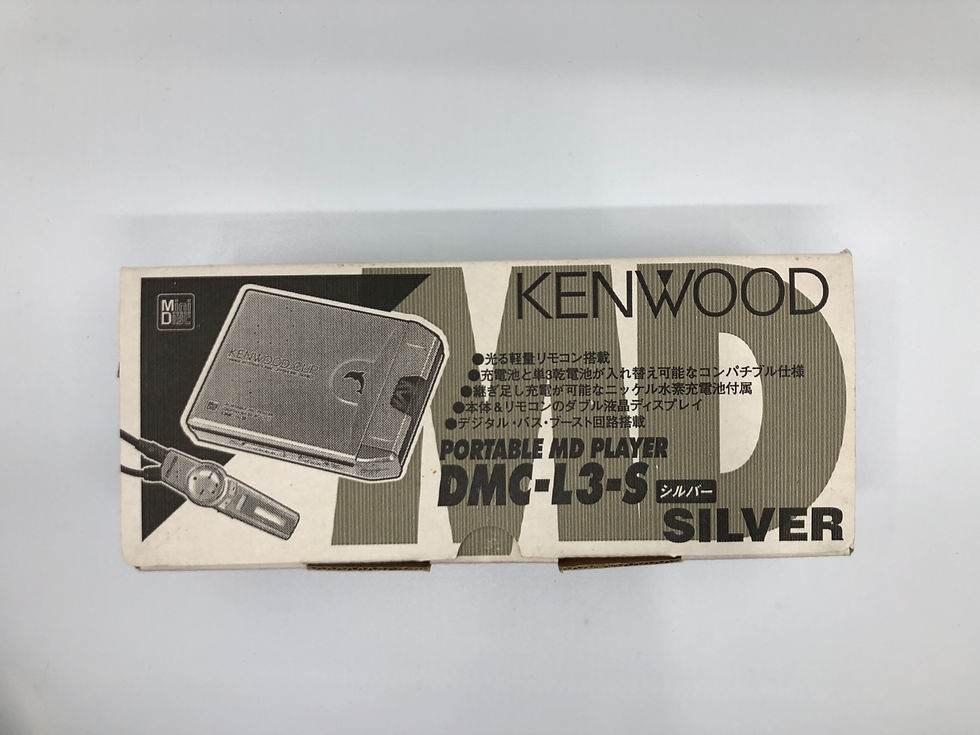 Mini
Disc
KENWOOD
KENWOOD CLIP
●光る軽量リモコン搭載
●充電池と単3乾電池が入れ替え可能なコンパチブル仕様
●継ぎ足し充電が可能なニッケル水素充電池付属
●本体&リモコンのダブル液晶ディスプレイ
●デジタル・バス・ブースト回路搭載
MD
PORTABLE MD PLAYER
DMC-L3-S シルバー
SILVER